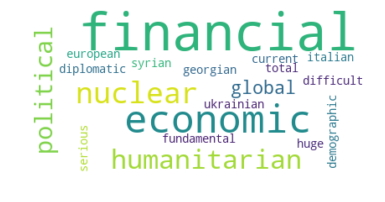 financial
european
current
italian
diplomatic
syrian
georgian
total
political
nuclear
global
difficult
ukrainian
economic
fundamental
huge
demographic
serious
humanitarian